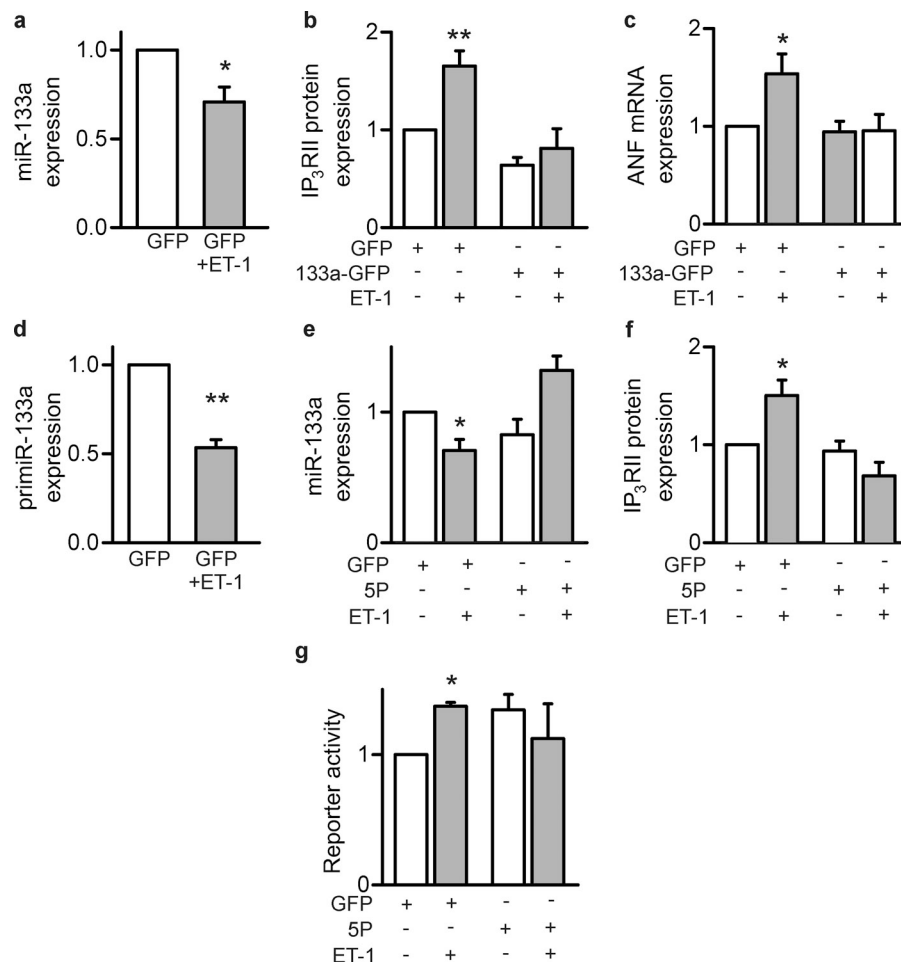 a
miR-133a
expression
1.0
0.5
0.0
*
GFP
GFP
+ET-1
b
IP₃RII protein
expression
2
1
0
**
GFP + + - -
133a-GFP - - + +
ET-1 - + - +
c
ANF mRNA
expression
2
1
0
*
GFP + + - -
133a-GFP - - + +
ET-1 - + - +
d
primiR-133a
expression
1.0
0.5
0.0
**
GFP
GFP
+ET-1
e
miR-133a
expression
1
0
*
GFP + + - -
5P - - + +
ET-1 - + - +
f
IP₃RII protein
expression
2
1
0
*
GFP + + - -
5P - - + +
ET-1 - + - +
g
Reporter activity
1
0
*
GFP + + - -
5P - - + +
ET-1 - + - +